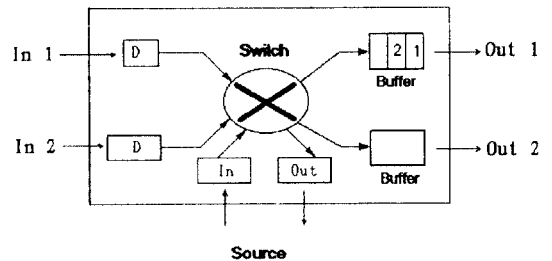 In 1
D
Switch
2 1
Out 1
Buffer
In 2
D
In
Out
Out 2
Buffer
Source